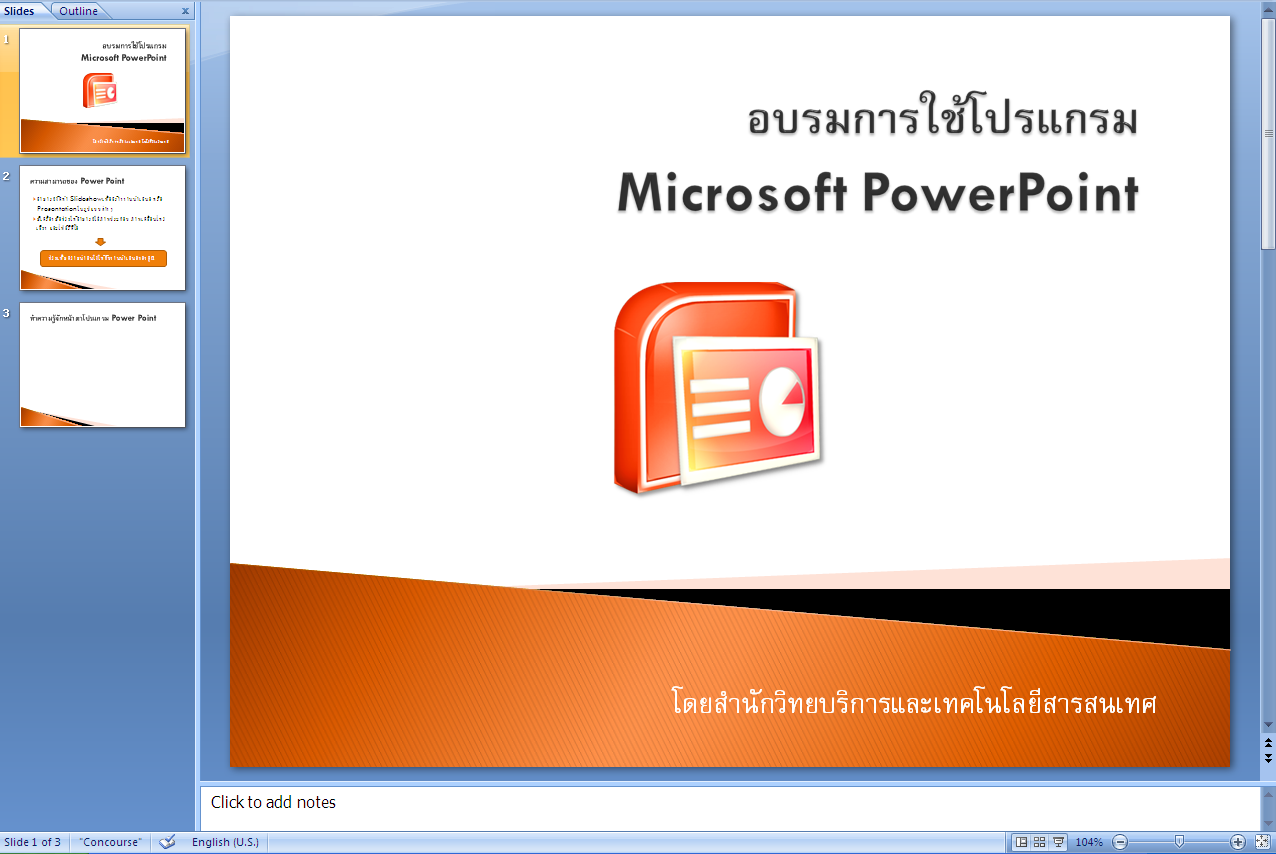 Slides Outline x
1
อบรมการใช้โปรแกรม
Microsoft PowerPoint
2
ความสามารถของ Power Point
3
ทำความรู้จักหน้าตาโปรแกรม Power Point
อบรมการใช้โปรแกรม
Microsoft PowerPoint
โดยสำนักวิทยบริการและเทคโนโลยีสารสนเทศ
Click to add notes
Slide 1 of 3 "Concourse" English (U.S.) 104%